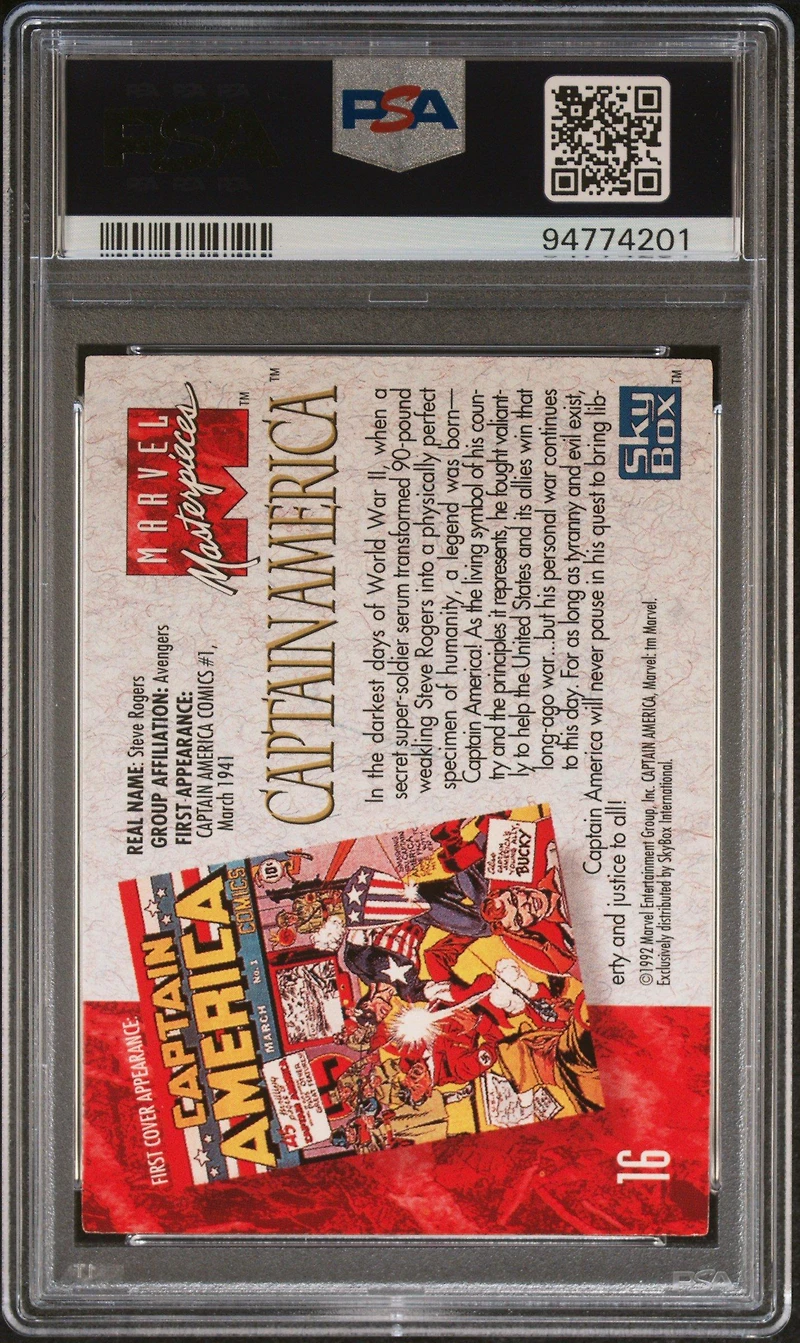 PSA
94774201
FIRST COVER APPEARANCE:
CAPTAIN
AMERICA
COMICS
10¢
MARCH No. 1
CAPTAIN AMERICA'S
YOUNG ALLY,
BUCKY
REAL NAME: Steve Rogers
GROUP AFFILIATION: Avengers
FIRST APPEARANCE:
CAPTAIN AMERICA COMICS #1,
March 1941
MARVEL
Masterpieces™
CAPTAIN AMERICA™
In the darkest days of World War II, when a
secret super-soldier serum transformed 90-pound
weakling Steve Rogers into a physically perfect
specimen of humanity, a legend was born—
Captain America! As the living symbol of his coun-
try and the principles it represents, he fought valiant-
ly to help the United States and its allies win that
long-ago war...but his personal war continues
to this day. For as long as tyranny and evil exist,
Captain America will never pause in his quest to bring lib-
erty and justice to all!
©1992 Marvel Entertainment Group, Inc. CAPTAIN AMERICA, Marvel: tm Marvel.
Exclusively distributed by SkyBox International.
16
SkyBox™
PSA